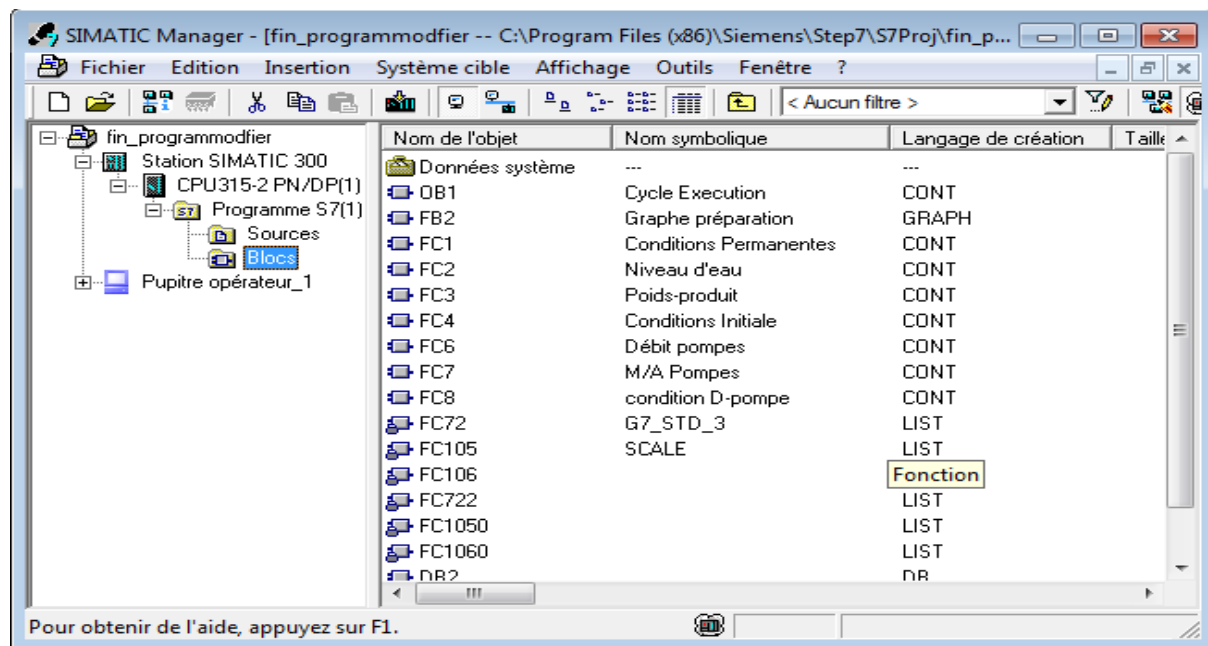 SIMATIC Manager - [fin_programmodfier -- C:\Program Files (x86)\Siemens\Step7\S7Proj\fin_p...
Fichier Edition Insertion Système cible Affichage Outils Fenêtre ?
< Aucun filtre >
fin_programmodfier
Station SIMATIC 300
CPU315-2 PN/DP(1)
Programme S7(1)
Sources
Blocs
Pupitre opérateur_1
Nom de l'objet Nom symbolique Langage de création Taille
Données système --- ---
OB1 Cycle Execution CONT
FB2 Graphe préparation GRAPH
FC1 Conditions Permanentes CONT
FC2 Niveau d'eau CONT
FC3 Poids-produit CONT
FC4 Conditions Initiale CONT
FC6 Débit pompes CONT
FC7 M/A Pompes CONT
FC8 condition D-pompe CONT
FC72 G7_STD_3 LIST
FC105 SCALE LIST
FC106 Fonction
FC722 LIST
FC1050 LIST
FC1060 LIST
DB2 DB
Pour obtenir de l'aide, appuyez sur F1.